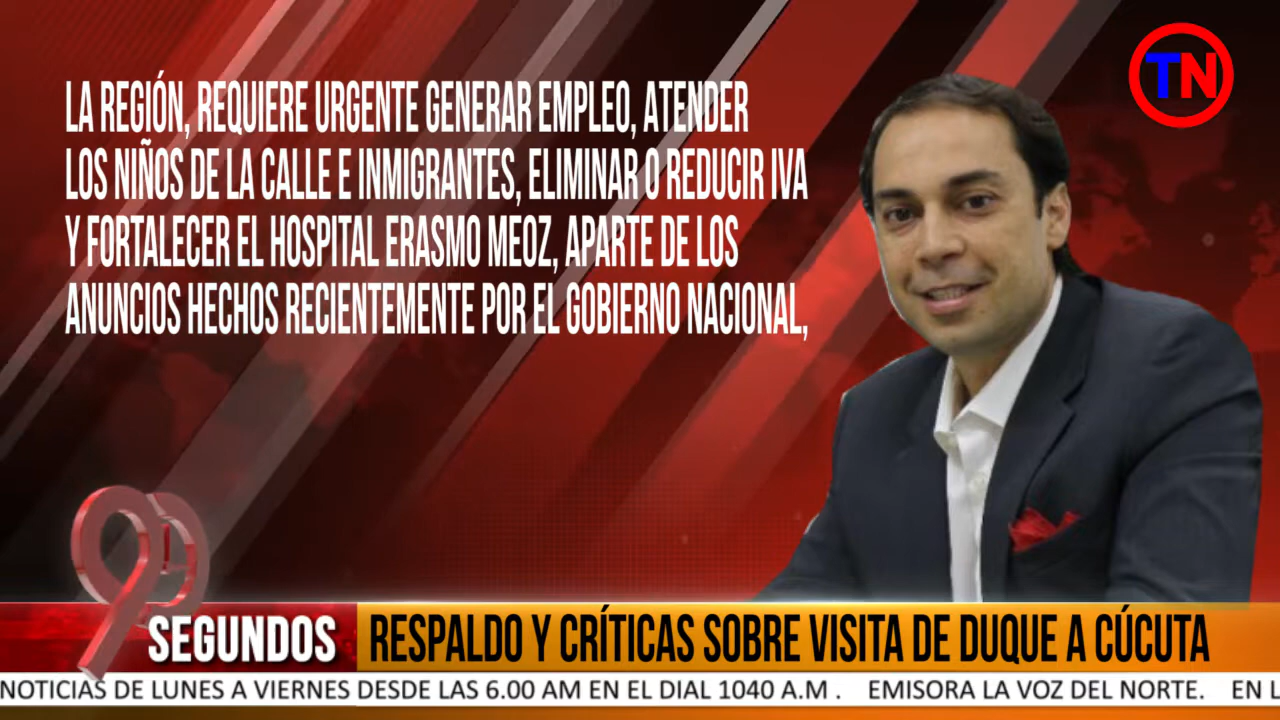 TN
LA REGIÓN, REQUIERE URGENTE GENERAR EMPLEO, ATENDER
LOS NIÑOS DE LA CALLE E INMIGRANTES, ELIMINAR O REDUCIR IVA
Y FORTALECER EL HOSPITAL ERASMO MEOZ, APARTE DE LOS
ANUNCIOS HECHOS RECIENTEMENTE POR EL GOBIERNO NACIONAL,
90
SEGUNDOS
RESPALDO Y CRÍTICAS SOBRE VISITA DE DUQUE A CÚCUTA
NOTICIAS DE LUNES A VIERNES DESDE LAS 6.00 AM EN EL DIAL 1040 A.M . EMISORA LA VOZ DEL NORTE. EN L